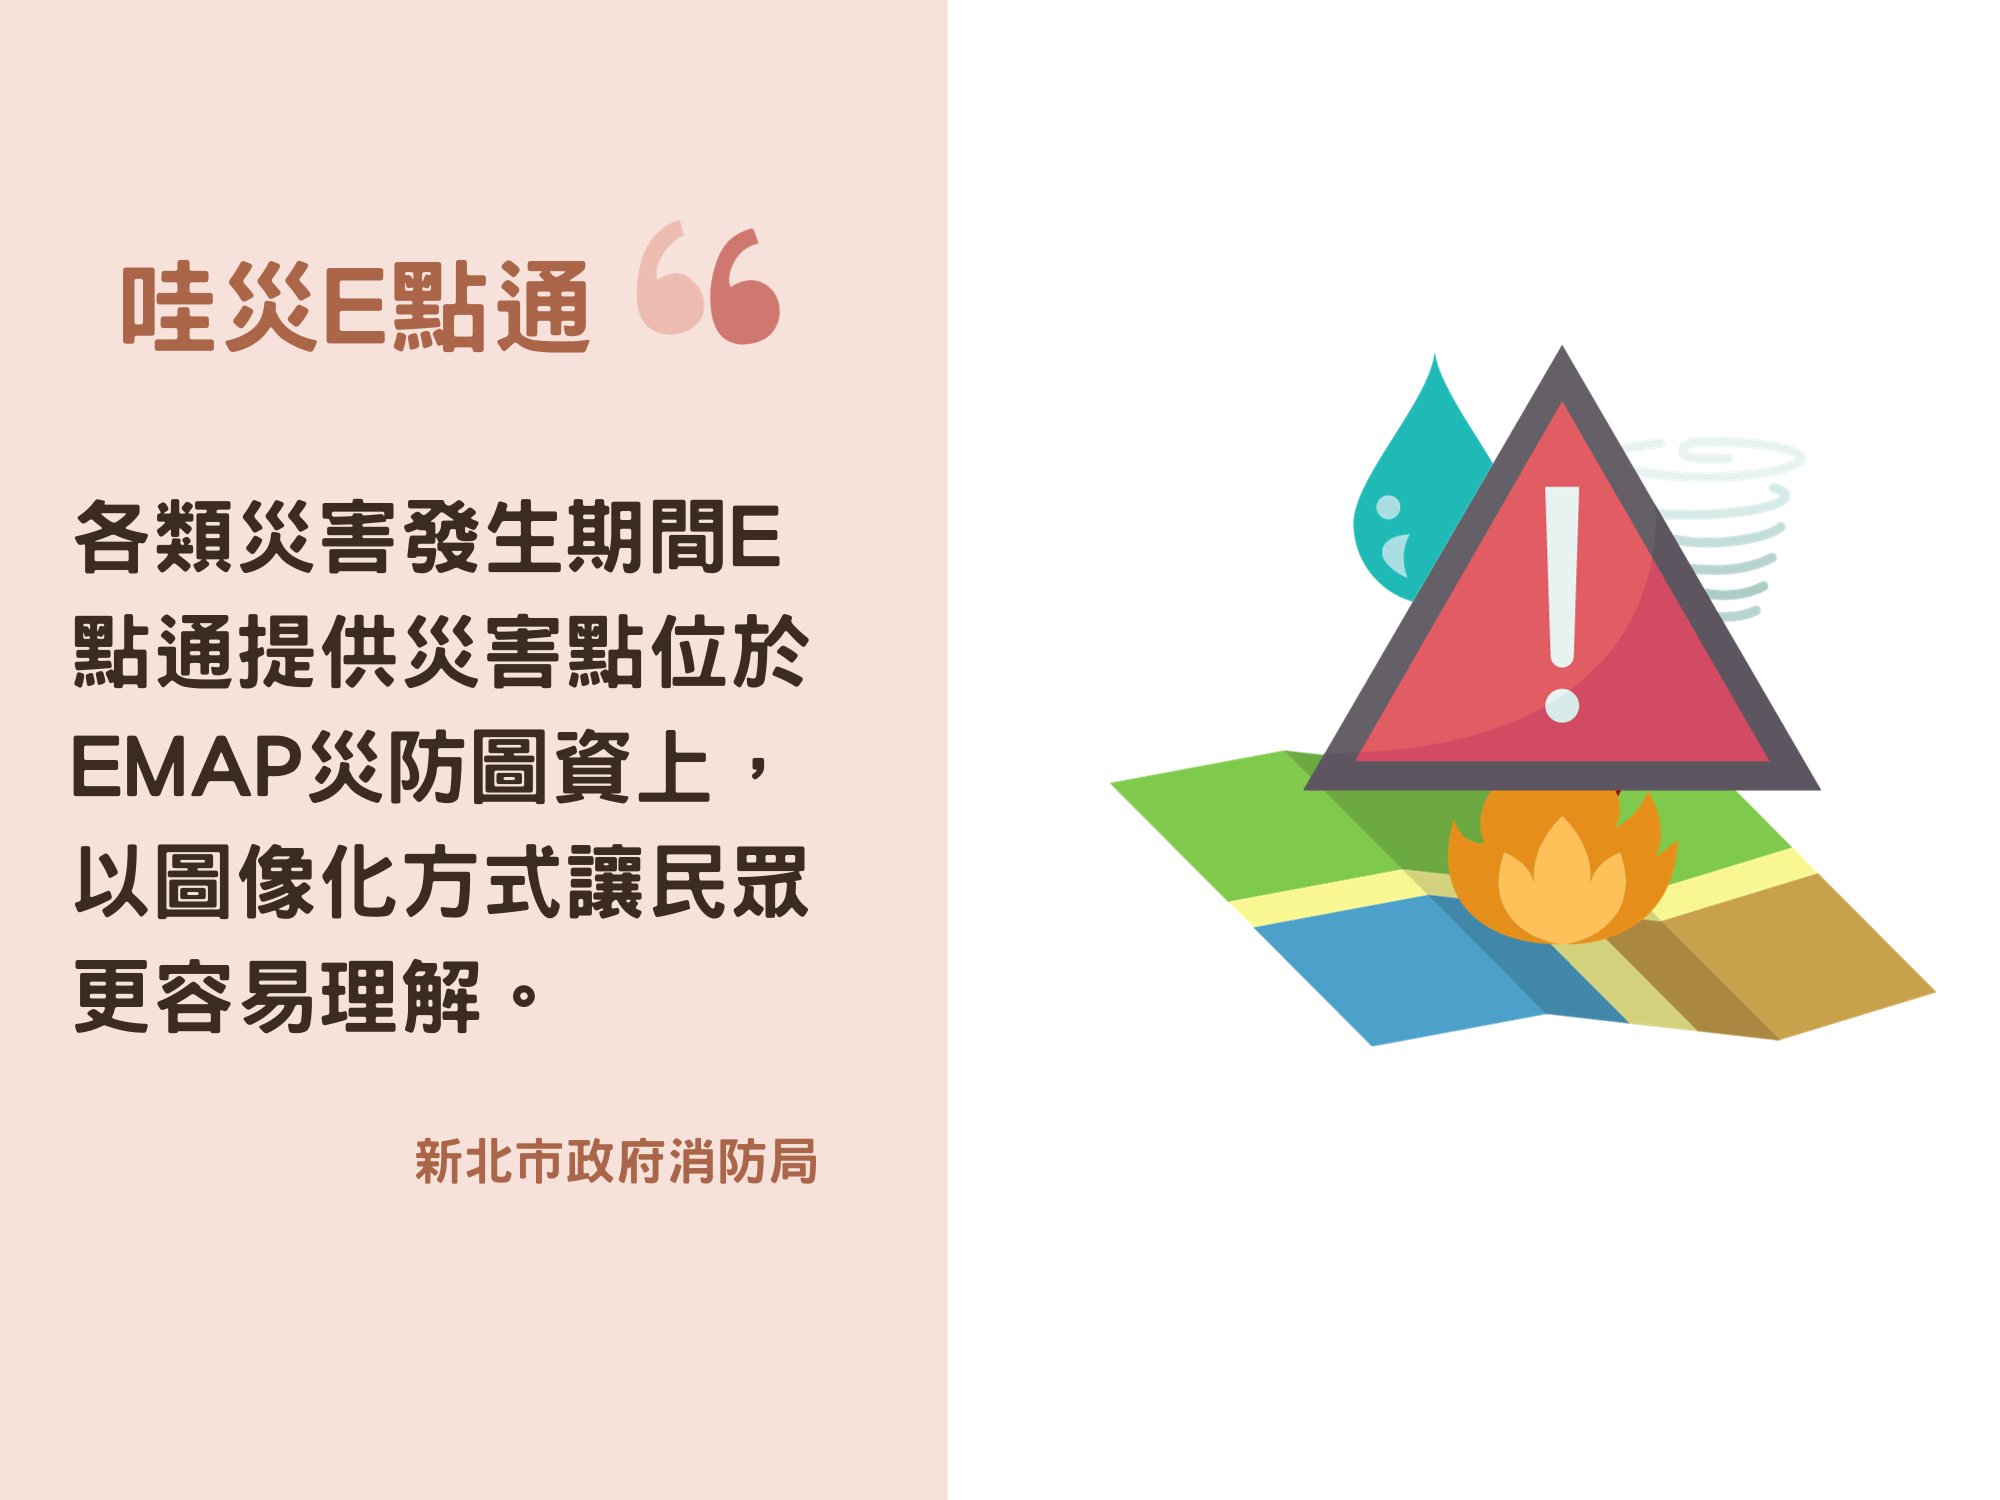 哇災E點通
各類災害發生期間E
點通提供災害點位於
EMAP災防圖資上，
以圖像化方式讓民眾
更容易理解。
新北市政府消防局